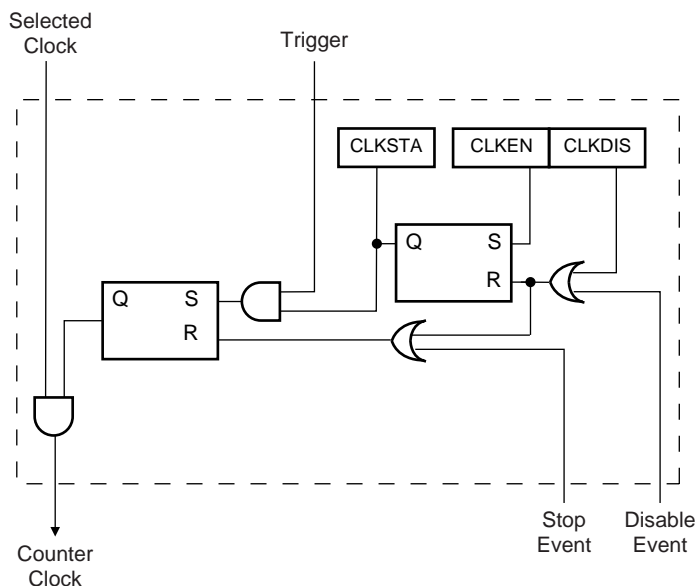 Selected
Clock
Trigger
CLKSTA
CLKEN
CLKDIS
Q
S
R
Q
S
R
Stop
Event
Disable
Event
Counter
Clock